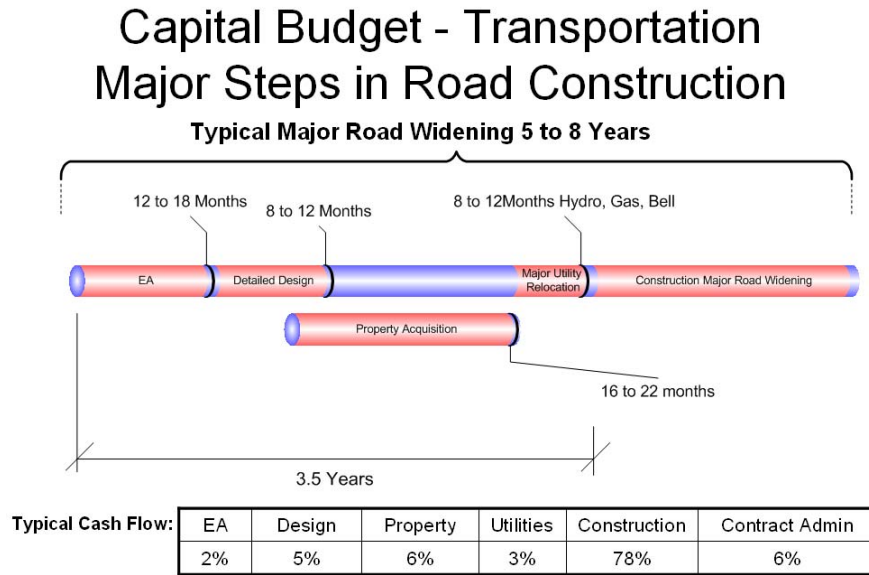 Capital Budget - Transportation
Major Steps in Road Construction
Typical Major Road Widening 5 to 8 Years
12 to 18 Months
8 to 12 Months
8 to 12Months Hydro, Gas, Bell
EA
Detailed Design
Major Utility
Relocation
Construction Major Road Widening
Property Acquisition
16 to 22 months
3.5 Years
Typical Cash Flow:
EA Design Property Utilities Construction Contract Admin
2% 5% 6% 3% 78% 6%